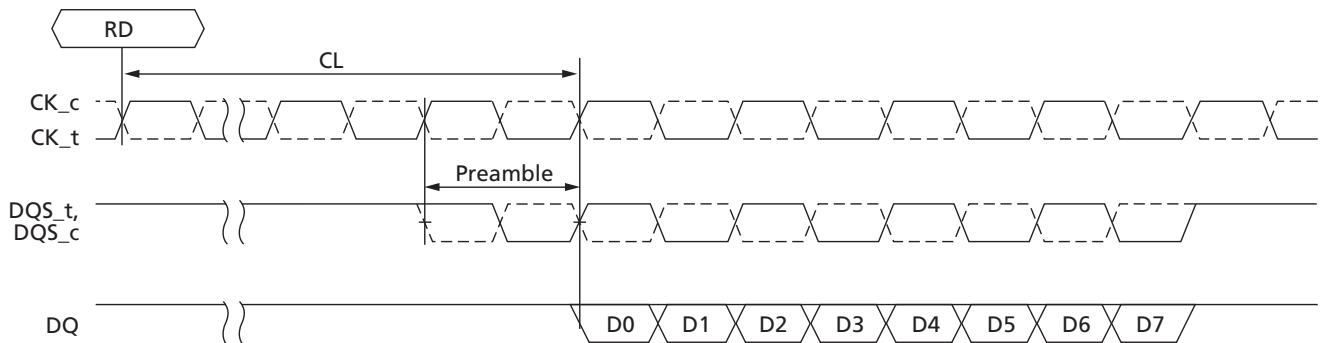 RD
CL
CK_c
CK_t
Preamble
DQS_t,
DQS_c
DQ
D0 D1 D2 D3 D4 D5 D6 D7